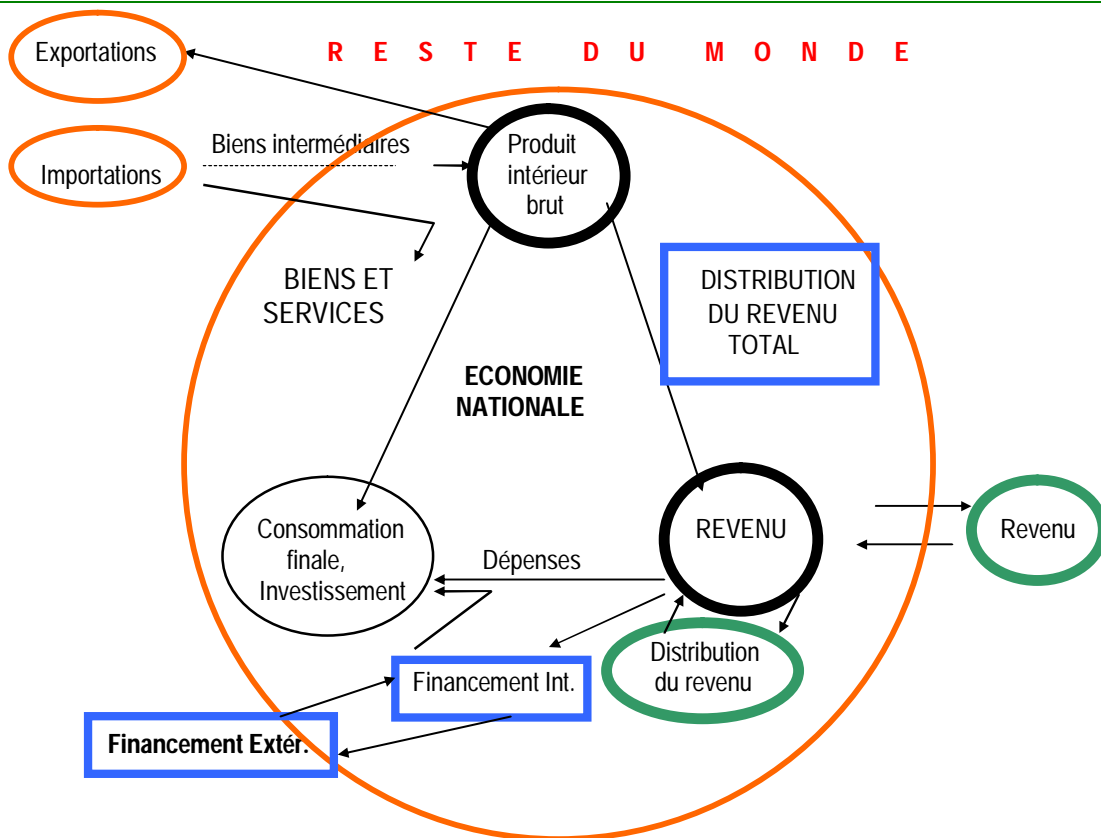 R E S T E D U M O N D E
Exportations
Importations
Biens intermédiaires
Produit
intérieur
brut
BIENS ET
SERVICES
DISTRIBUTION
DU REVENU
TOTAL
ECONOMIE
NATIONALE
Consommation
finale,
Investissement
Dépenses
REVENU
Revenu
Distribution
du revenu
Financement Int.
Financement Extér.